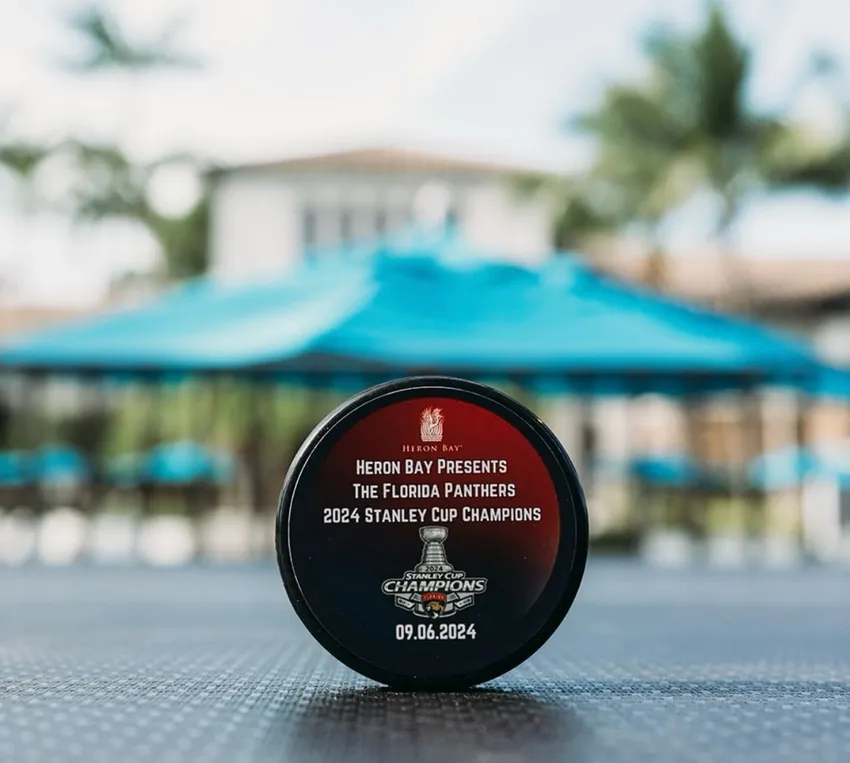 HERON BAY
HERON BAY PRESENTS
THE FLORIDA PANTHERS
2024 STANLEY CUP CHAMPIONS
2024
STANLEY CUP
CHAMPIONS
09.06.2024